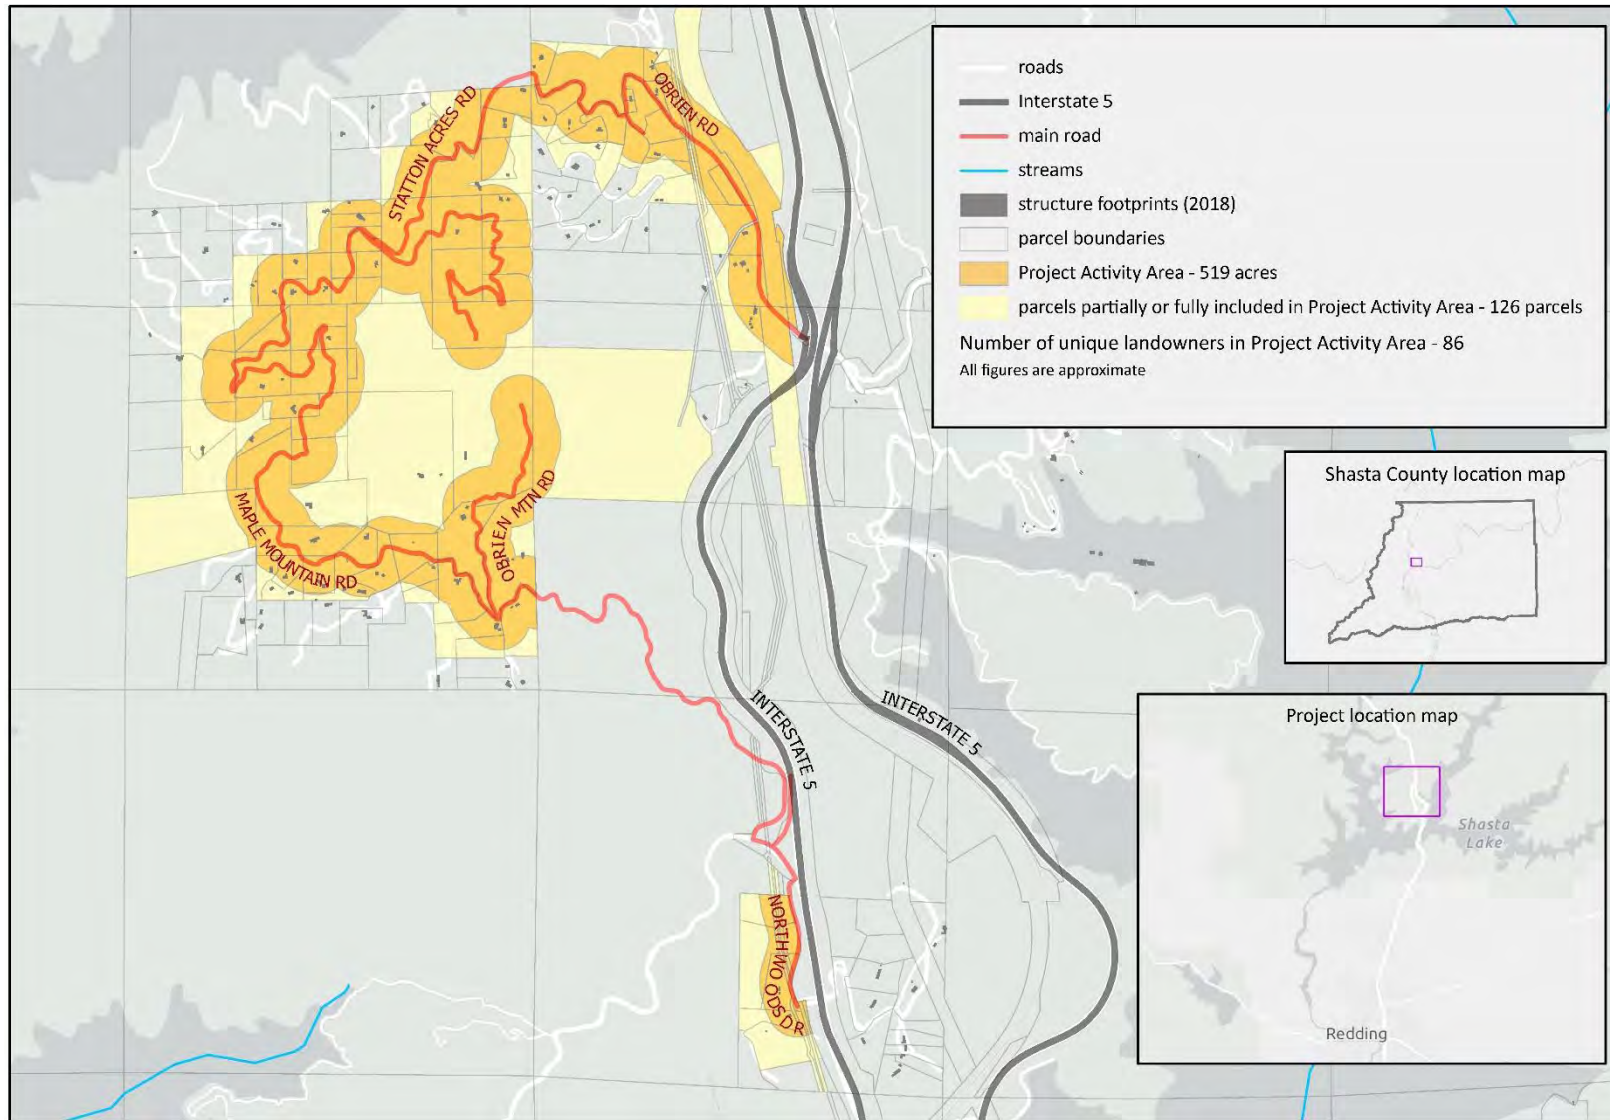 roads
Interstate 5
main road
streams
structure footprints (2018)
parcel boundaries
Project Activity Area - 519 acres
parcels partially or fully included in Project Activity Area - 126 parcels
Number of unique landowners in Project Activity Area - 86
All figures are approximate
OBRIEN RD
STATTON ACRES RD
MAPLE MOUNTAIN RD
OBRIEN MTN RD
INTERSTATE 5
INTERSTATE 5
NORTHWOODS DR
Shasta County location map
Project location map
Shasta
Lake
Redding